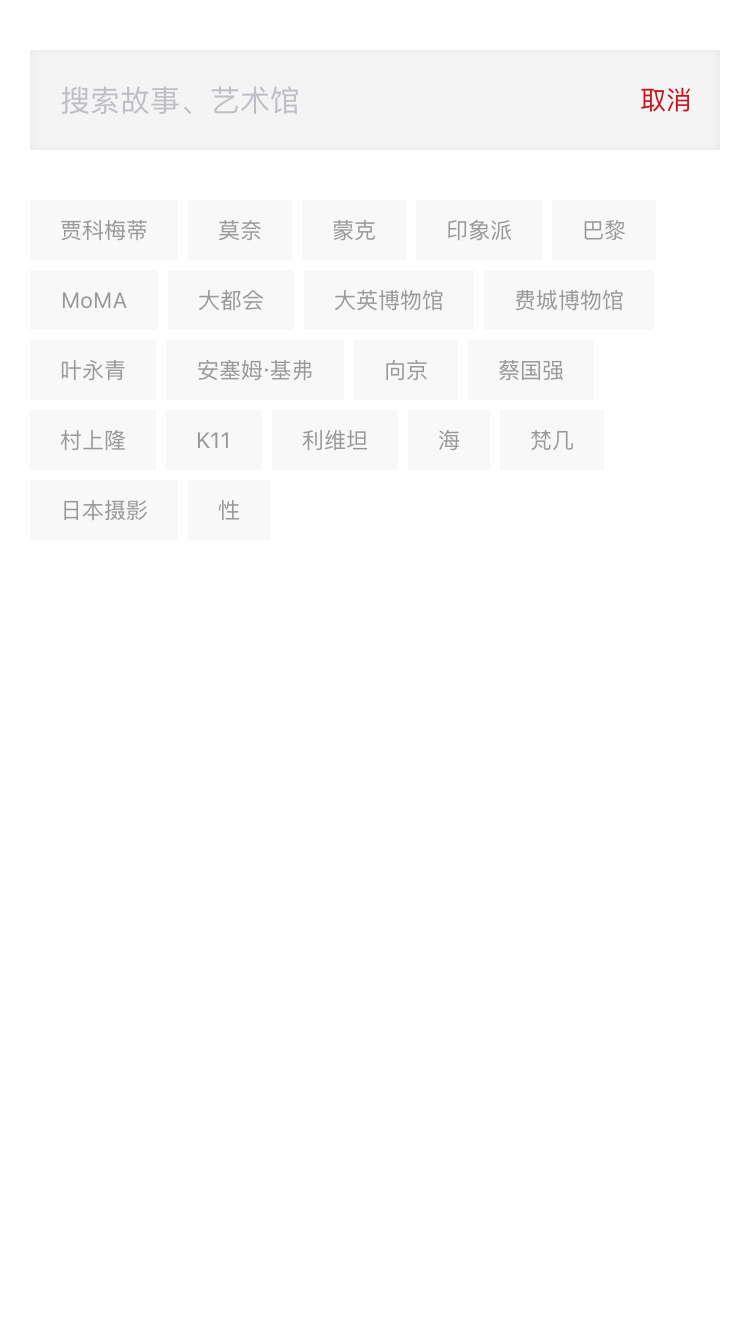 搜索故事、艺术馆 取消
贾科梅蒂 莫奈 蒙克 印象派 巴黎
MoMA 大都会 大英博物馆 费城博物馆
叶永青 安塞姆·基弗 向京 蔡国强
村上隆 K11 利维坦 海 梵几
日本摄影 性